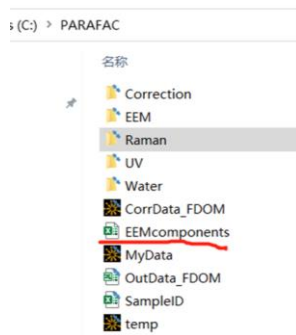 s (C:) > PARAFAC
名称
Correction
EEM
Raman
UV
Water
CorrData_FDOM
EEMcomponents
MyData
OutData_FDOM
SampleID
temp